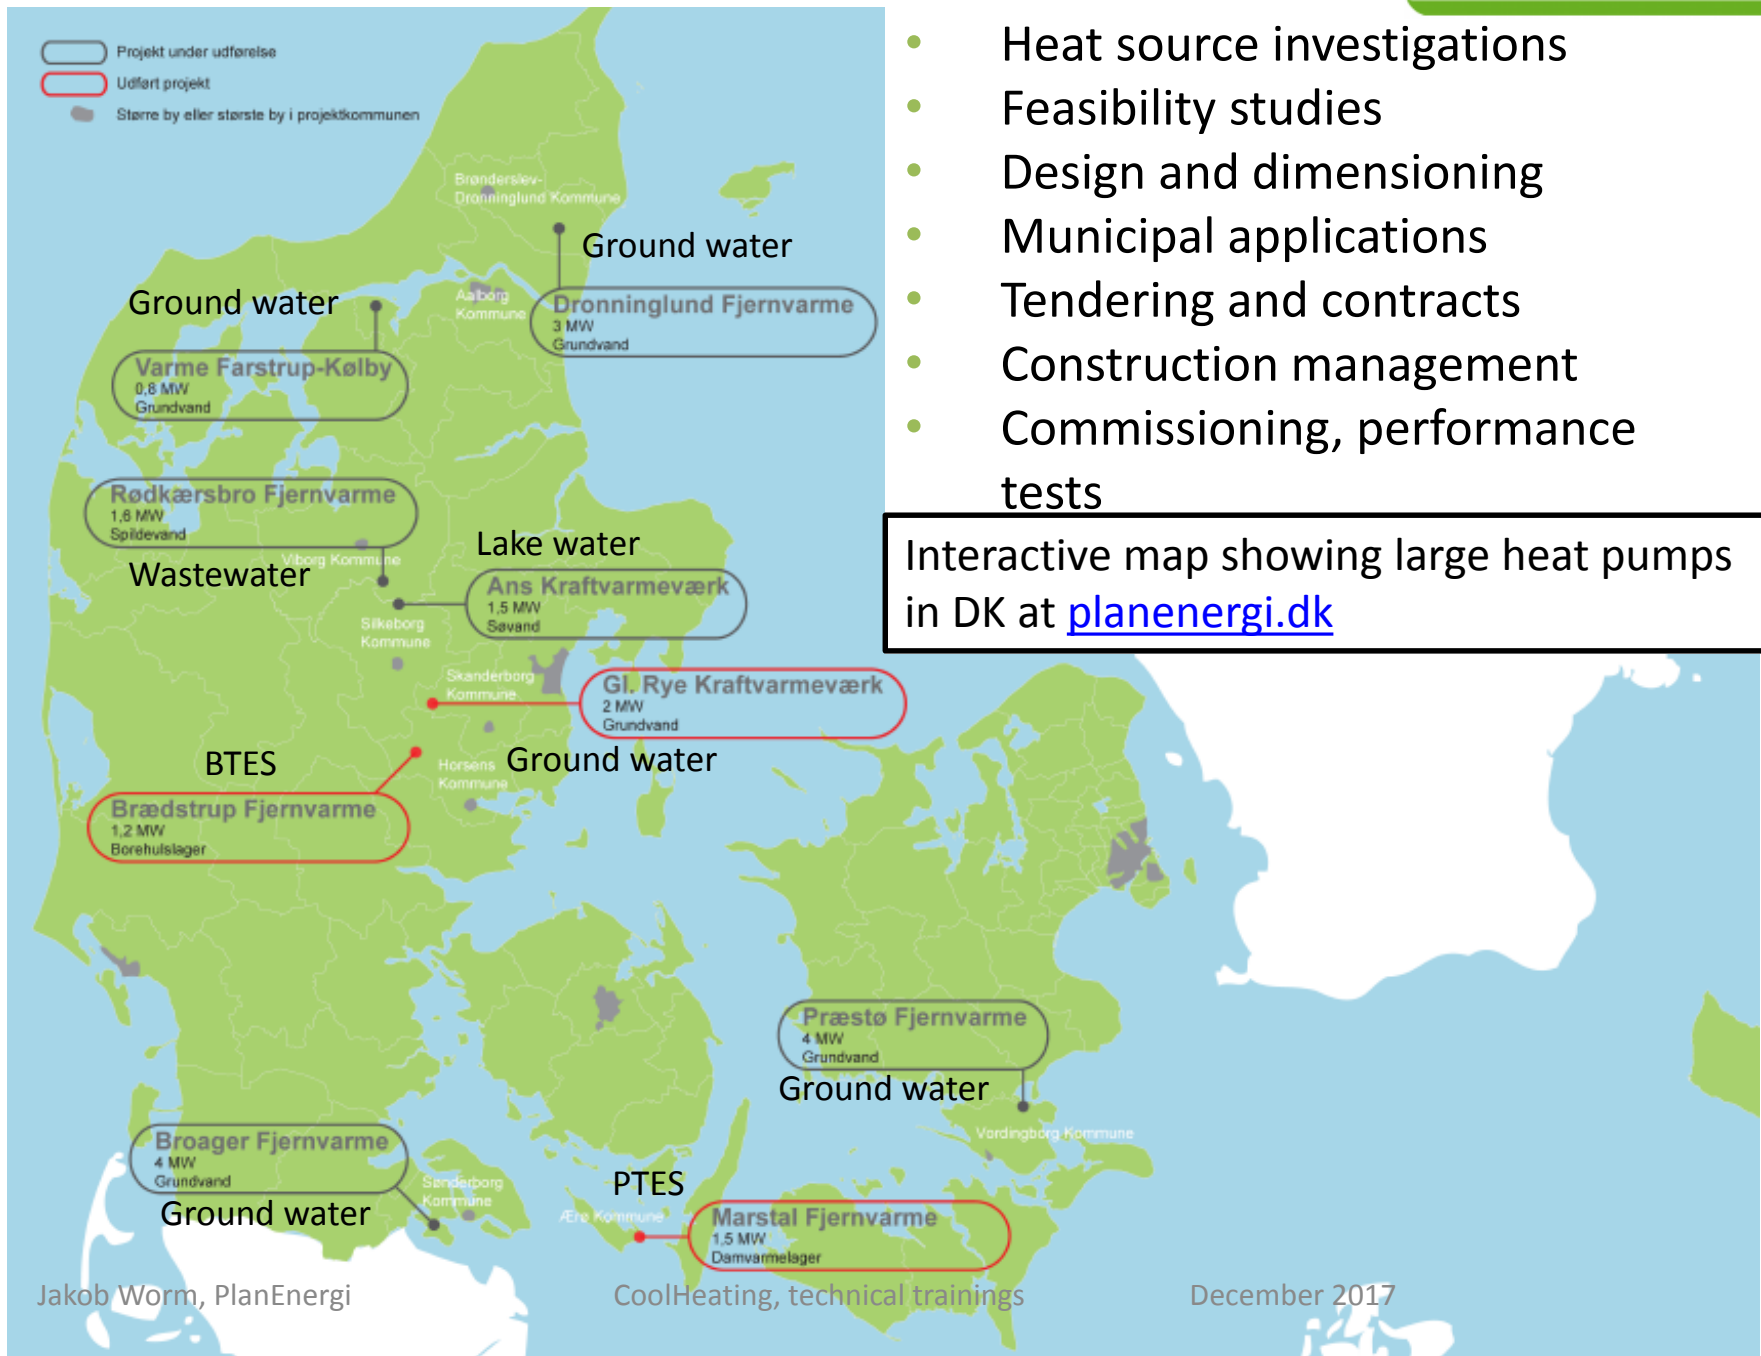 Projekt under udførelse
Udført projekt
Større by eller største by i projektkommunen
• Heat source investigations
• Feasibility studies
• Design and dimensioning
• Municipal applications
• Tendering and contracts
• Construction management
• Commissioning, performance
tests
Interactive map showing large heat pumps
in DK at planenergi.dk
Brønderslev-
Dronninglund Kommune
Ground water
Dronninglund Fjernvarme
3 MW
Grundvand
Aalborg
Kommune
Ground water
Varme Farstrup-Kølby
0,8 MW
Grundvand
Rødkærsbro Fjernvarme
1,6 MW
Spildevand
Viborg Kommune
Wastewater
Lake water
Ans Kraftvarmeværk
1,5 MW
Søvand
Silkeborg
Kommune
Skanderborg
Kommune
Gl. Rye Kraftvarmeværk
2 MW
Grundvand
Ground water
BTES
Horsens
Kommune
Brædstrup Fjernvarme
1,2 MW
Borehulslager
Præstø Fjernvarme
4 MW
Grundvand
Ground water
Vordingborg Kommune
Broager Fjernvarme
4 MW
Grundvand
Ground water
Sønderborg
Kommune
PTES
Ærø Kommune
Marstal Fjernvarme
1,5 MW
Damvarmelager
Jakob Worm, PlanEnergi
CoolHeating, technical trainings
December 2017